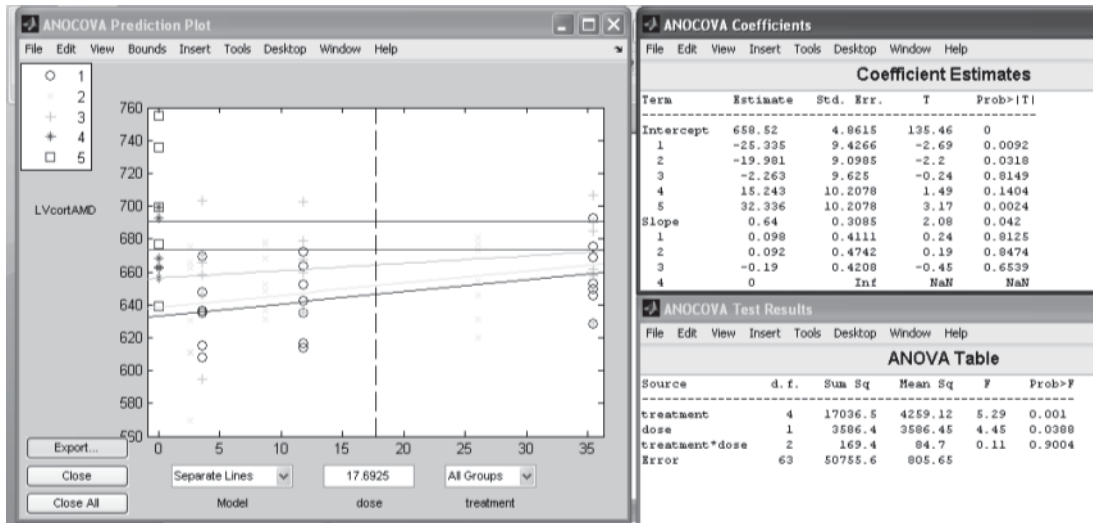 ANOCOVA Prediction Plot
File Edit View Bounds Insert Tools Desktop Window Help
1
2
3
4
5
LVcortAMD
760
740
720
700
680
660
640
620
600
580
560
550
0 5 10 15 20 25 30 35
Export...
Close
Close All
Separate Lines
17.6925
All Groups
Model
dose
treatment
ANOCOVA Coefficients
File Edit View Insert Tools Desktop Window Help
Coefficient Estimates
Term Estimate Std. Err. T Prob>|T|
Intercept 658.52 4.8615 135.46 0
1 -25.335 9.4266 -2.69 0.0092
2 -19.981 9.0985 -2.2 0.0318
3 -2.263 9.625 -0.24 0.8149
4 15.243 10.2078 1.49 0.1404
5 32.336 10.2078 3.17 0.0024
Slope 0.64 0.3085 2.08 0.042
1 0.098 0.4111 0.24 0.8125
2 0.092 0.4742 0.19 0.8474
3 -0.19 0.4208 -0.45 0.6539
4 0 Inf NaN NaN
ANOCOVA Test Results
File Edit View Insert Tools Desktop Window Help
ANOVA Table
Source d.f. Sum Sq Mean Sq F Prob>F
treatment 4 17036.5 4259.12 5.29 0.001
dose 1 3586.4 3586.45 4.45 0.0388
treatment*dose 2 169.4 84.7 0.11 0.9004
Error 63 50755.6 805.65